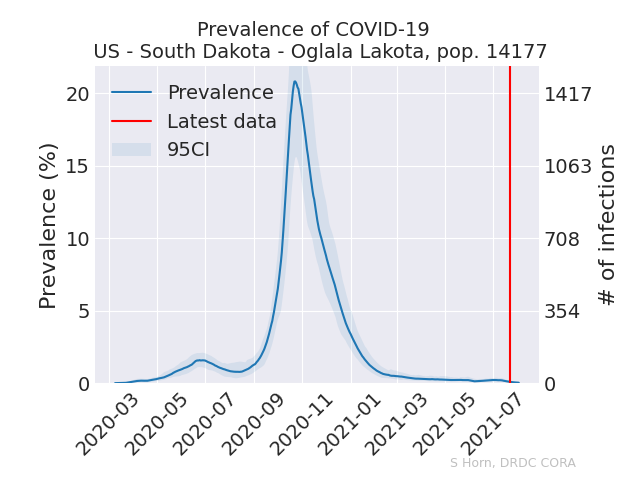 Prevalence of COVID-19
US - South Dakota - Oglala Lakota, pop. 14177
Prevalence
Latest data
95CI
Prevalence (%)
20
15
10
5
0
1417
1063
708
354
0
# of infections
2020-03
2020-05
2020-07
2020-09
2020-11
2021-01
2021-03
2021-05
2021-07
S Horn, DRDC CORA